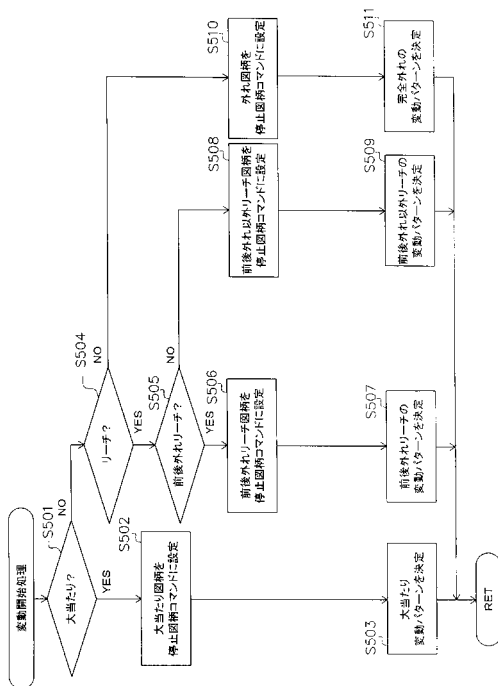 変動開始処理
S501
大当たり?
NO
YES
S502
大当たり図柄を
停止図柄コマンドに設定
S503
大当たり
変動パターンを決定
S504
リーチ?
NO
YES
S505
前後外れリーチ?
NO
YES
S506
前後外れリーチ図柄を
停止図柄コマンドに設定
S507
前後外れリーチの
変動パターンを決定
S508
前後外れ以外リーチ図柄を
停止図柄コマンドに設定
S509
前後外れ以外リーチの
変動パターンを決定
S510
外れ図柄を
停止図柄コマンドに設定
S511
完全外れの
変動パターンを決定
RET